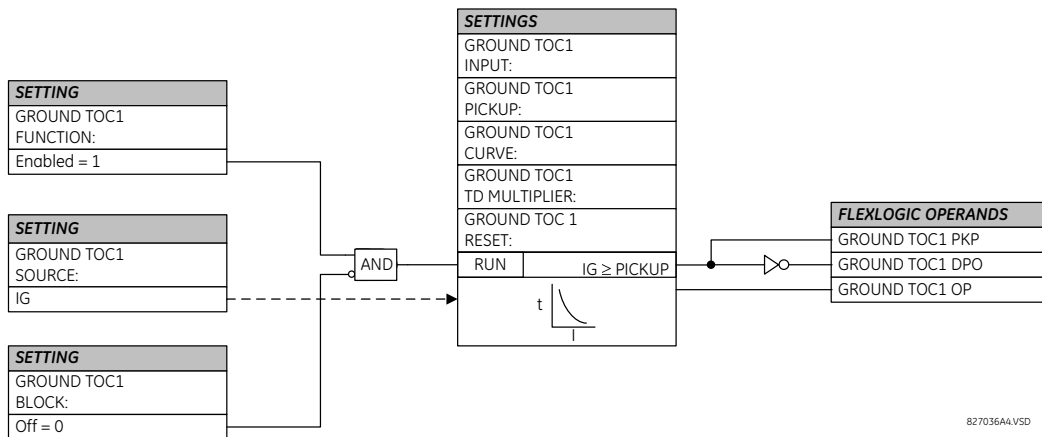 SETTING
GROUND TOC1
FUNCTION:
Enabled = 1
SETTING
GROUND TOC1
SOURCE:
IG
SETTING
GROUND TOC1
BLOCK:
Off = 0
AND
SETTINGS
GROUND TOC1
INPUT:
GROUND TOC1
PICKUP:
GROUND TOC1
CURVE:
GROUND TOC1
TD MULTIPLIER:
GROUND TOC 1
RESET:
RUN IG ≥ PICKUP
t
I
FLEXLOGIC OPERANDS
GROUND TOC1 PKP
GROUND TOC1 DPO
GROUND TOC1 OP
827036A4.VSD